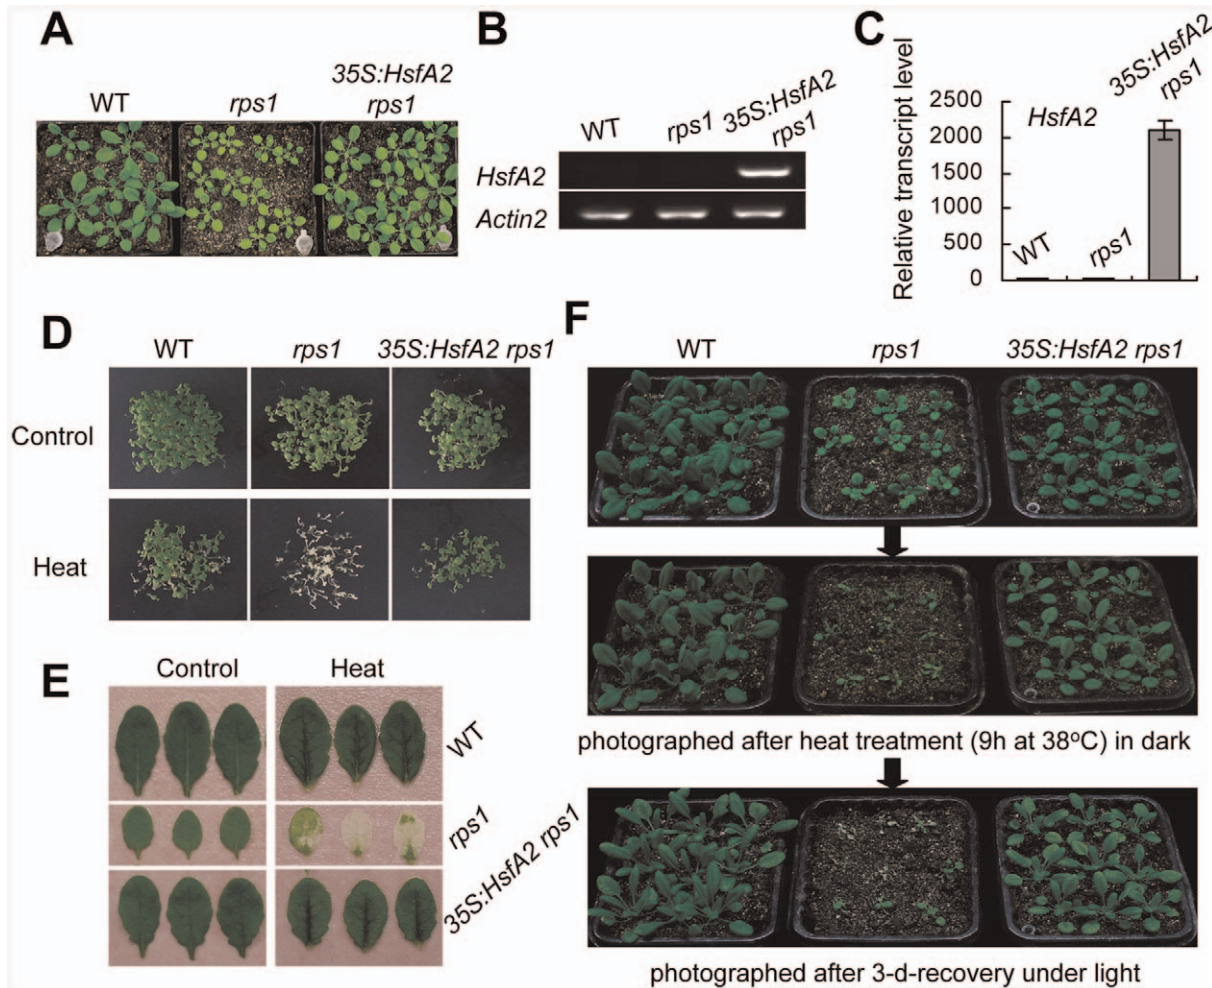 A
WT
rps1
35S:HsfA2
rps1
B
WT
rps1
35S:HsfA2
rps1
HsfA2
Actin2
C
35S:HsfA2
rps1
HsfA2
Relative transcript level
2500
2000
1500
1000
500
0
WT
rps1
D
WT
rps1
35S:HsfA2 rps1
Control
Heat
E
Control
Heat
WT
rps1
35S:HsfA2 rps1
F
WT
rps1
35S:HsfA2 rps1
photographed after heat treatment (9h at 38°C) in dark
photographed after 3-d-recovery under light